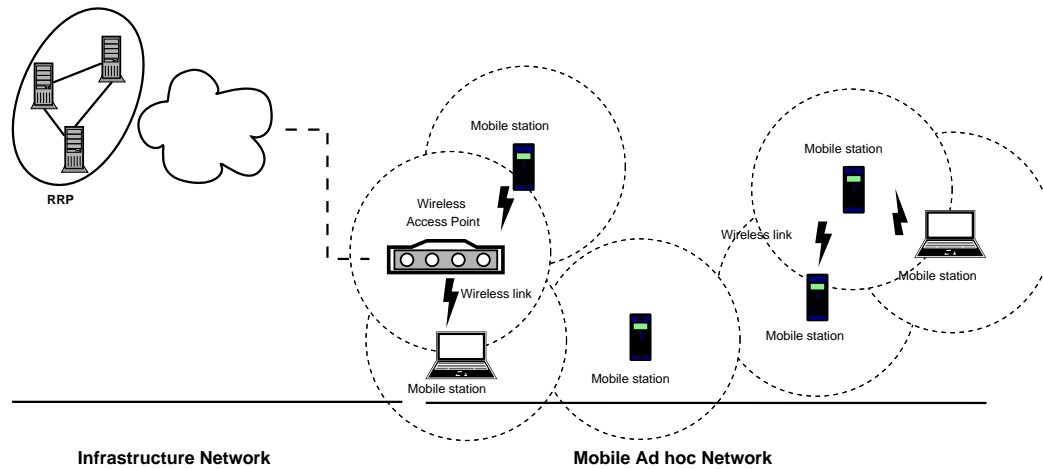 Mobile station
Mobile station
RRP
Wireless
Access Point
Wireless link
Mobile station
Wireless link
Mobile station
Mobile station
Mobile station
Mobile station
Infrastructure Network
Mobile Ad hoc Network